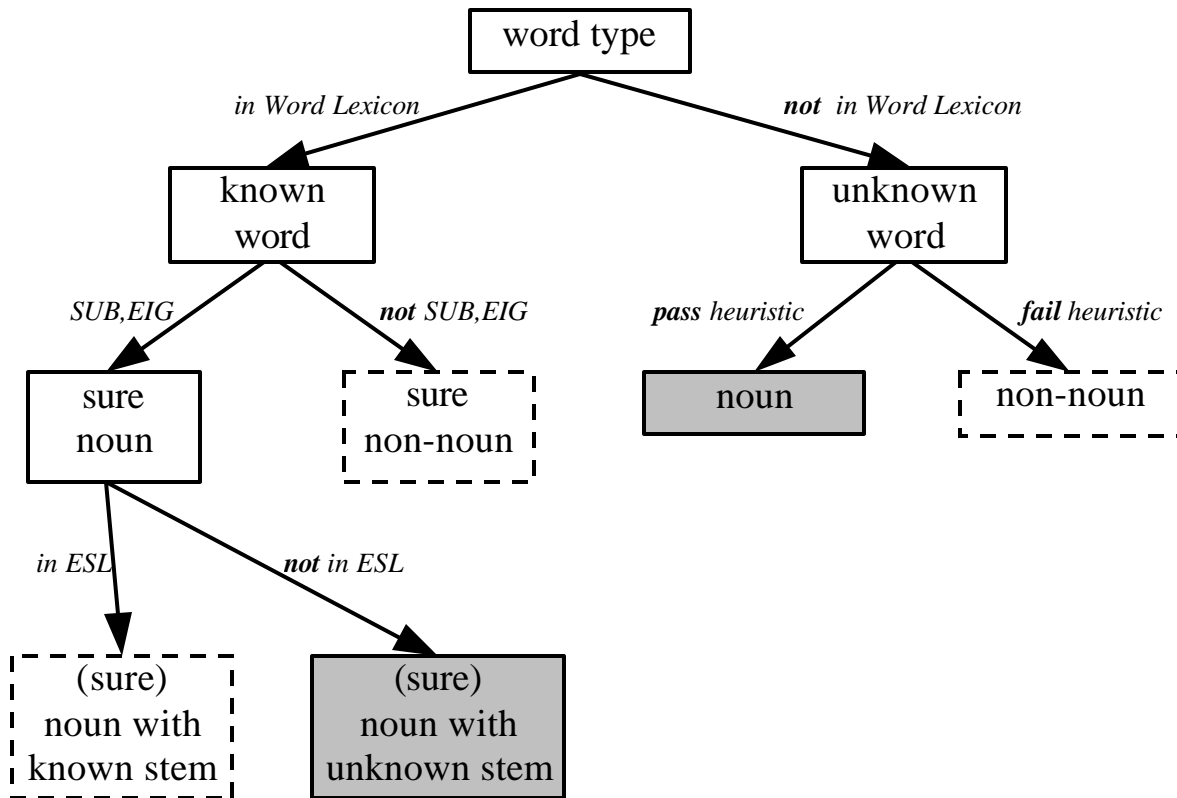 word type
in Word Lexicon
not in Word Lexicon
known
word
unknown
word
SUB,EIG
not SUB,EIG
pass heuristic
fail heuristic
sure
noun
sure
non-noun
noun
non-noun
in ESL
not in ESL
(sure)
noun with
known stem
(sure)
noun with
unknown stem